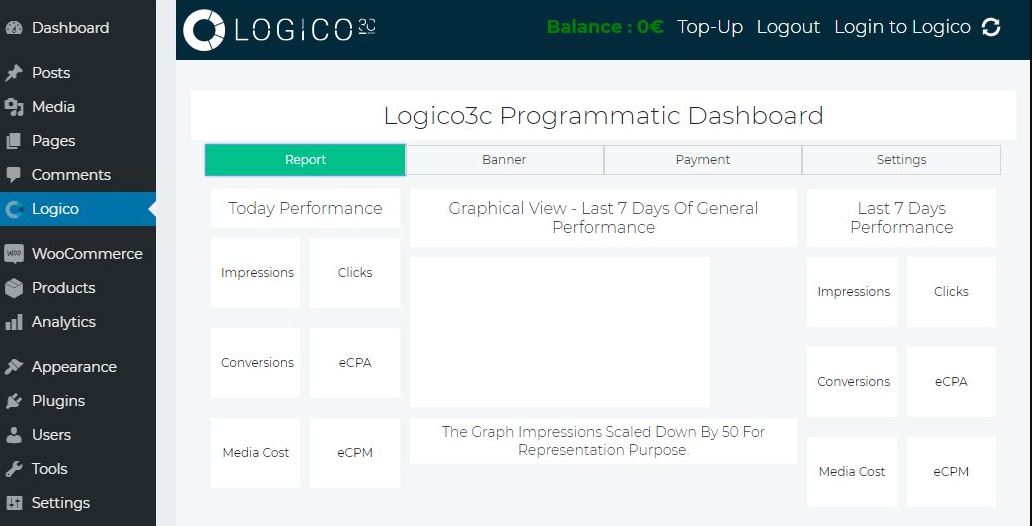 Dashboard
Posts
Media
Pages
Comments
Logico
WooCommerce
Products
Analytics
Appearance
Plugins
Users
Tools
Settings
LOGICO 3C
Balance : 0€ Top-Up Logout Login to Logico
Logico3c Programmatic Dashboard
Report Banner Payment Settings
Today Performance
Impressions Clicks
Conversions eCPA
Media Cost eCPM
Graphical View - Last 7 Days Of General
Performance
The Graph Impressions Scaled Down By 50 For
Representation Purpose.
Last 7 Days
Performance
Impressions Clicks
Conversions eCPA
Media Cost eCPM